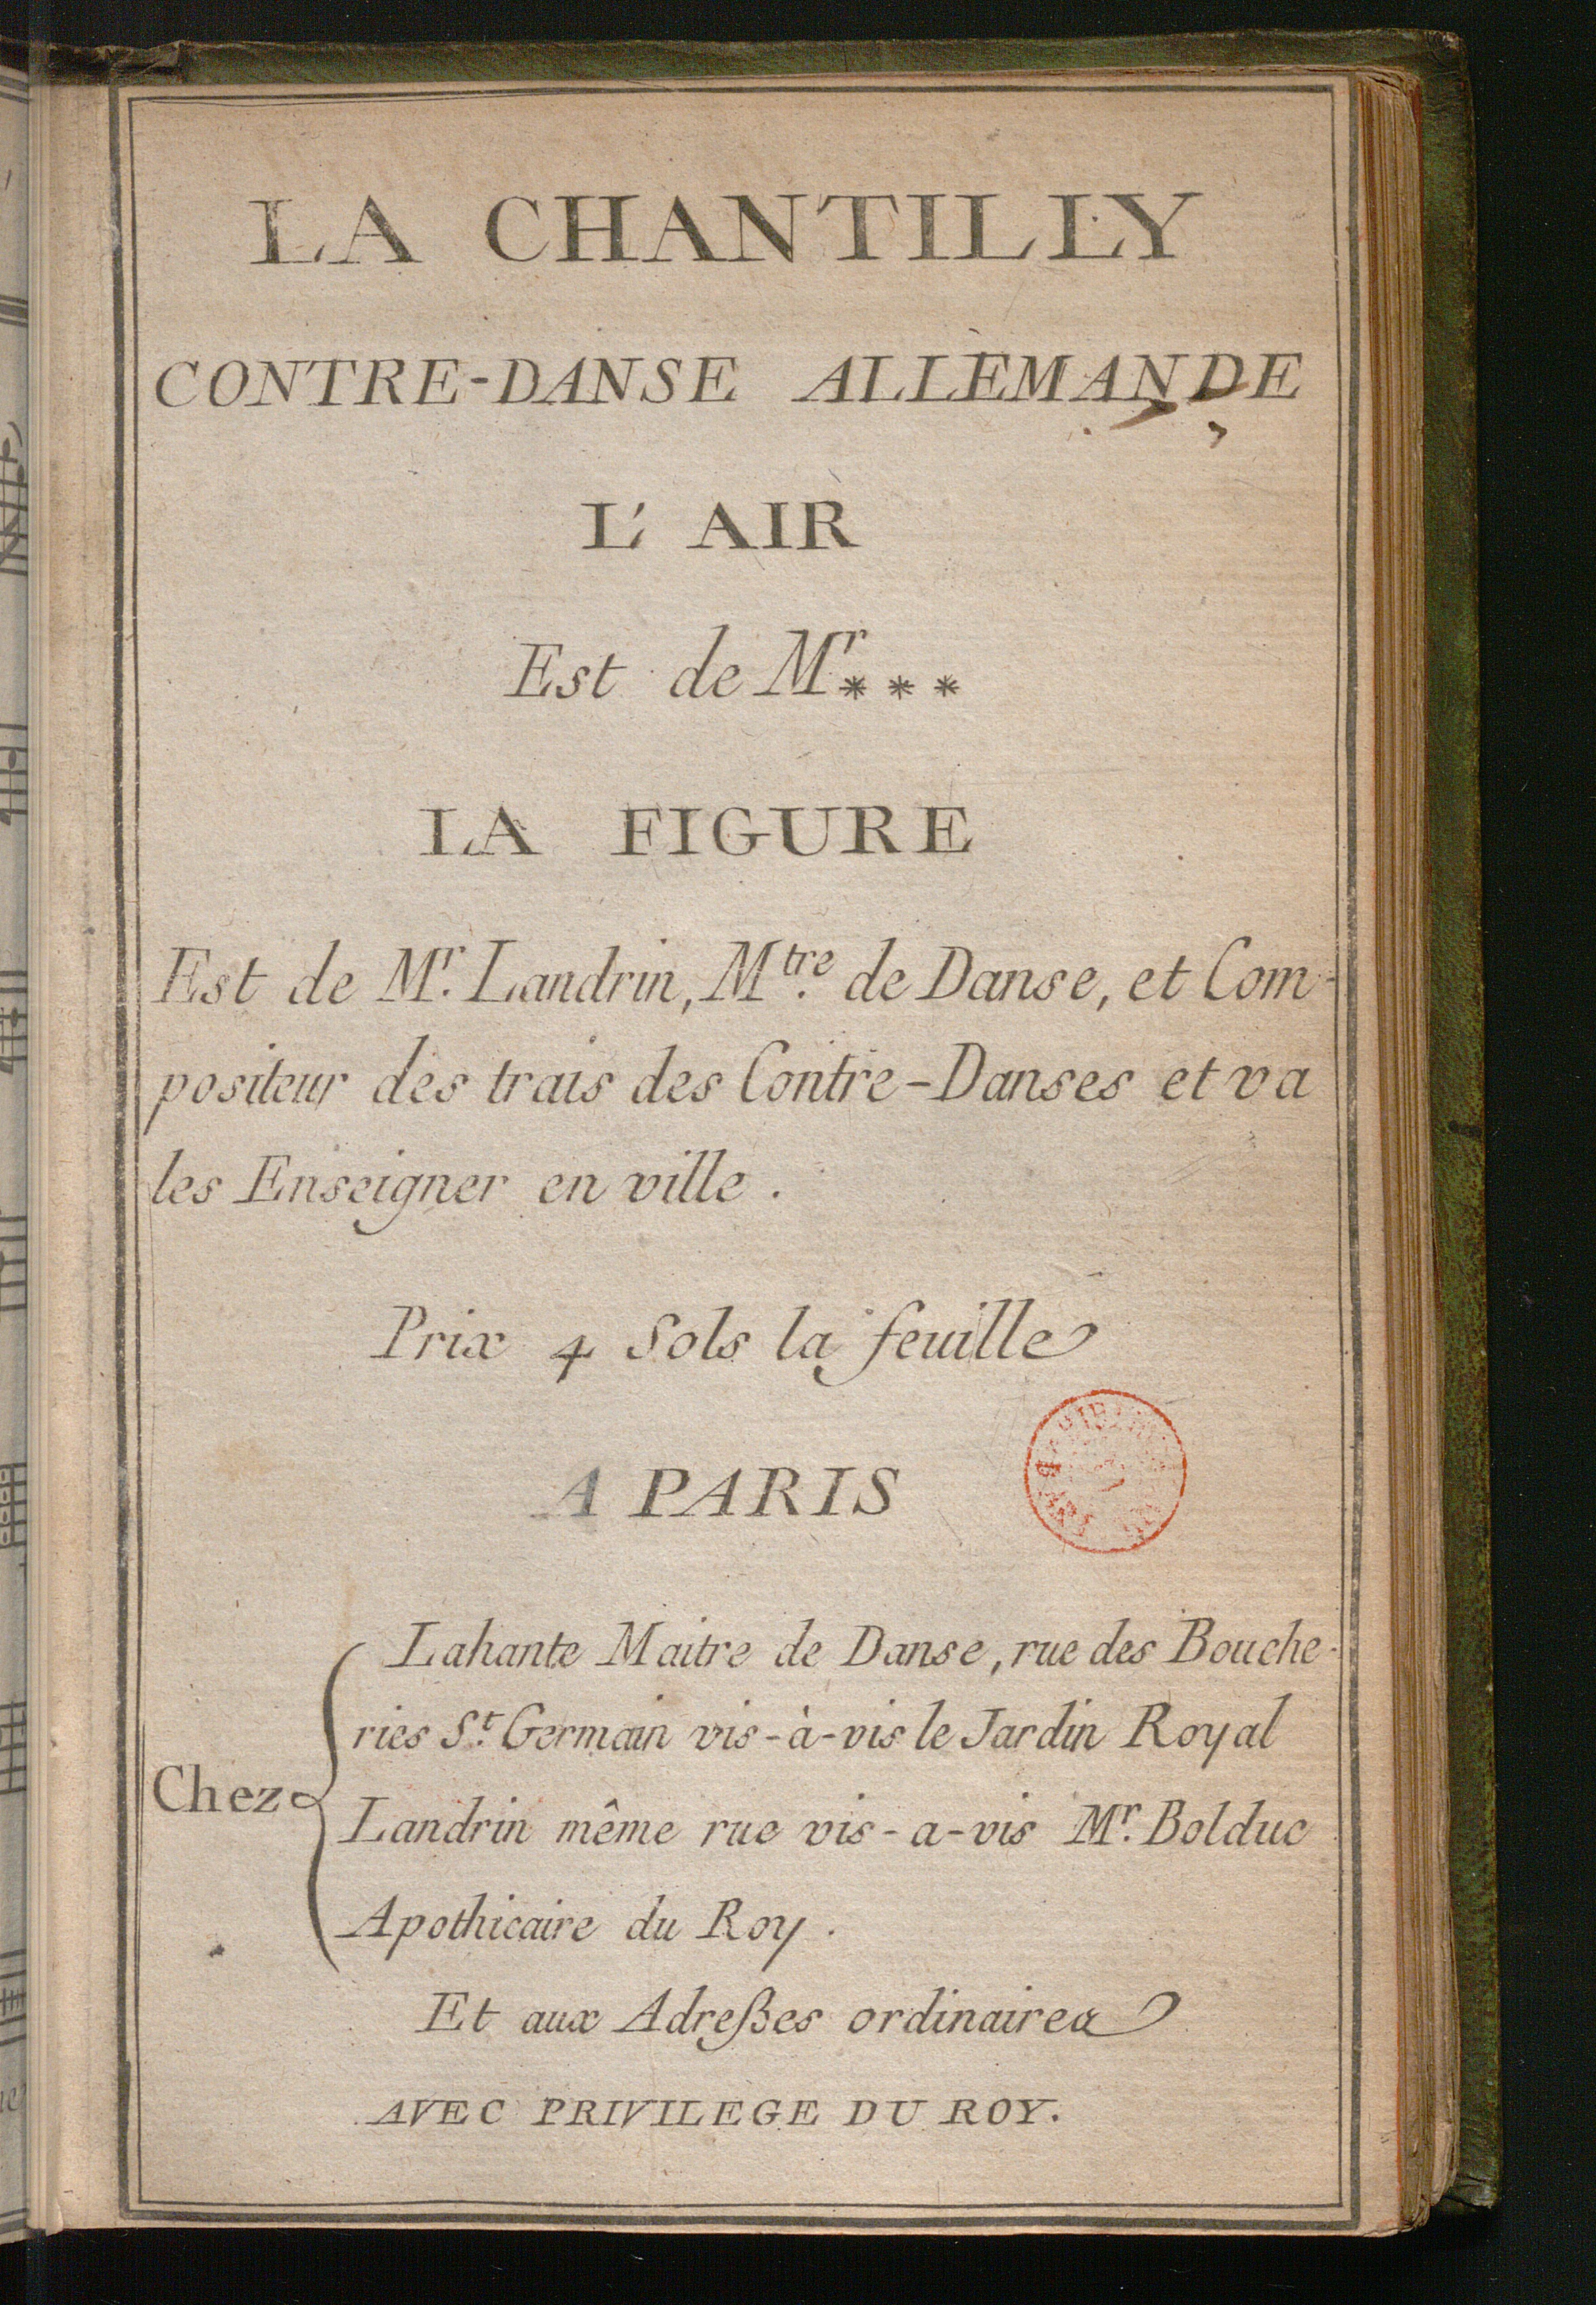 LA CHANTILLY
CONTRE-DANSE ALLEMANDE
L' AIR
Est de Mr. ***
LA FIGURE
Est de Mr. Landrin, Mtre. de Danse, et Com-
positeur des trais des Contre-Danses et va
les Enseigner en ville.
Prix 4 Sols la feuille
A PARIS
Lahante Maitre de Danse, rue des Bouche-
ries St. Germain vis-à-vis le Jardin Royal
Chez
Landrin même rue vis-a-vis Mr. Bolduc
Apothicaire du Roy.
Et aux Adreßes ordinaires
AVEC PRIVILEGE DU ROY.